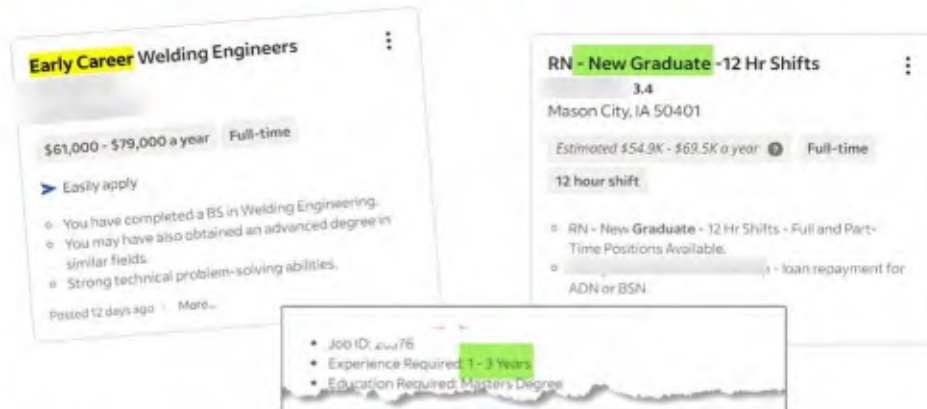 Early Career Welding Engineers
$61,000 - $79,000 a year Full-time
Easily apply
You have completed a BS in Welding Engineering.
You may have also obtained an advanced degree in
similar fields.
Strong technical problem-solving abilities.
Posted 12 days ago · More...
RN - New Graduate -12 Hr Shifts
3.4
Mason City, IA 50401
Estimated $54.9K - $69.5K a year Full-time
12 hour shift
RN - New Graduate - 12 Hr Shifts - Full and Part-
Time Positions Available.
- loan repayment for
ADN or BSN
Job ID:
Experience Required: 1 - 3 Years
Education Required: Masters Degree